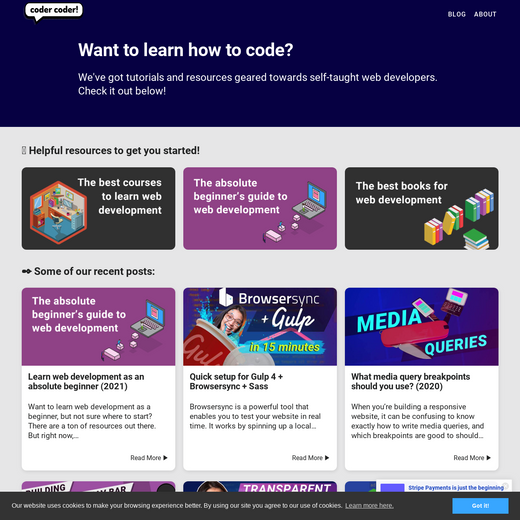 coder coder!
BLOG ABOUT
Want to learn how to code?
We've got tutorials and resources geared towards self-taught web developers.
Check it out below!
Helpful resources to get you started!
The best courses
to learn web
development
The absolute
beginner's guide to
web development
The best books for
web development
Some of our recent posts:
The absolute
beginner's guide to
web development
Learn web development as an
absolute beginner (2021)
Want to learn web development as a
beginner, but not sure where to start?
There are a ton of resources out there.
But right now,...
Read More
Browsersync
+ Gulp
in 15 minutes
Quick setup for Gulp 4 +
Browsersync + Sass
Browsersync is a powerful tool that
enables you to test your website in real
time. It works by spinning up a local...
Read More
MEDIA
QUERIES
What media query breakpoints
should you use? (2020)
When you're building a responsive
website, it can be confusing to know
exactly how to write media queries, and
which breakpoints are good to should...
Read More
BUILDING
BAR
TRANSPARENT
Stripe Payments is just the beginning
Our website uses cookies to make your browsing experience better. By using our site you agree to our use of cookies. Learn more here.
Got it!